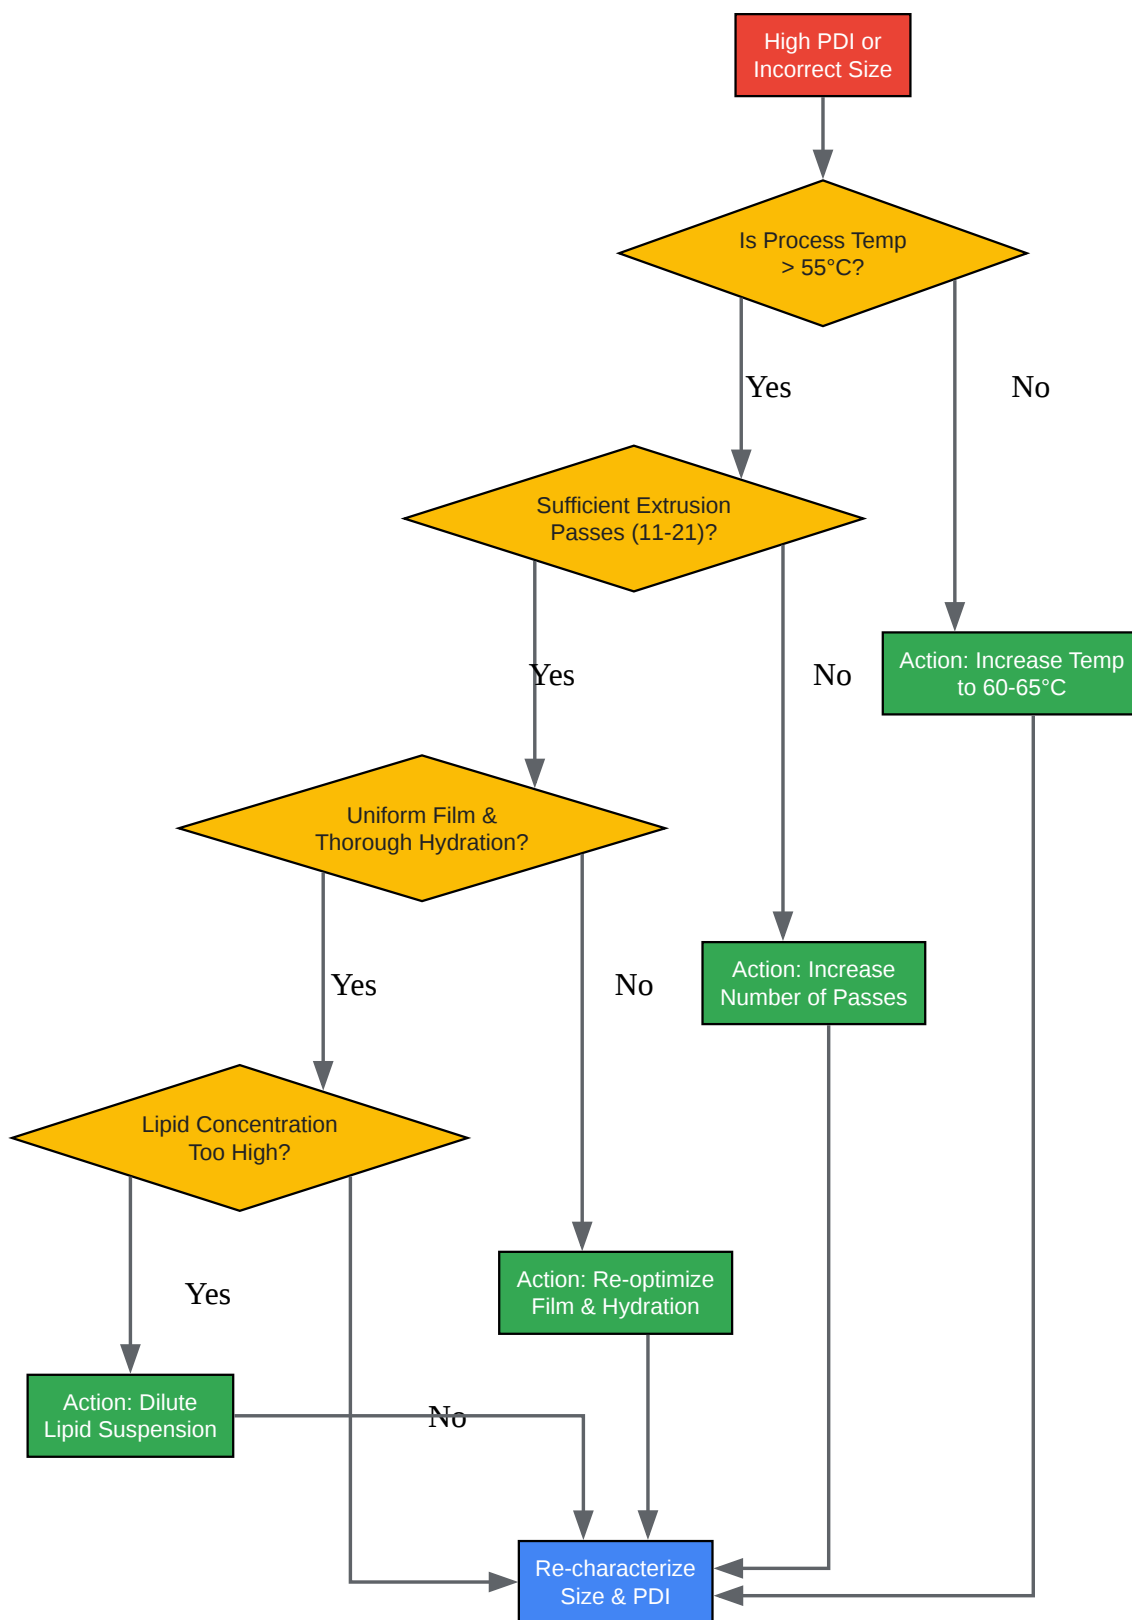 High PDI or
Incorrect Size
Is Process Temp
> 55°C?
Yes
No
Sufficient Extrusion
Passes (11-21)?
Yes
No
Action: Increase Temp
to 60-65°C
Uniform Film &
Thorough Hydration?
Yes
No
Action: Increase
Number of Passes
Lipid Concentration
Too High?
Yes
Action: Re-optimize
Film & Hydration
Action: Dilute
Lipid Suspension
No
Re-characterize
Size & PDI